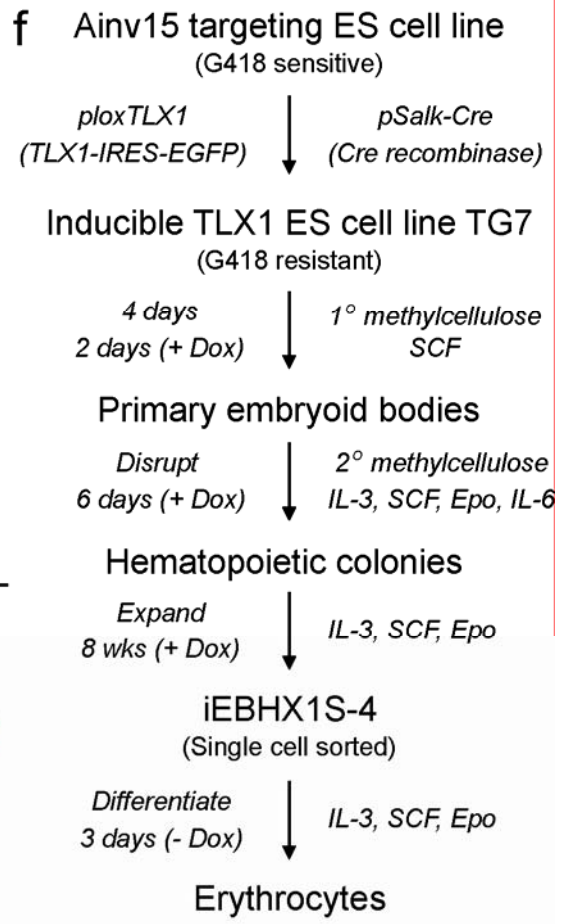 f
Ainv15 targeting ES cell line
(G418 sensitive)
ploxTLX1
(TLX1-IRES-EGFP)
pSalk-Cre
(Cre recombinase)
Inducible TLX1 ES cell line TG7
(G418 resistant)
4 days
2 days (+ Dox)
1° methylcellulose
SCF
Primary embryoid bodies
Disrupt
6 days (+ Dox)
2° methylcellulose
IL-3, SCF, Epo, IL-6
Hematopoietic colonies
Expand
8 wks (+ Dox)
IL-3, SCF, Epo
iEBHX1S-4
(Single cell sorted)
Differentiate
3 days (- Dox)
IL-3, SCF, Epo
Erythrocytes